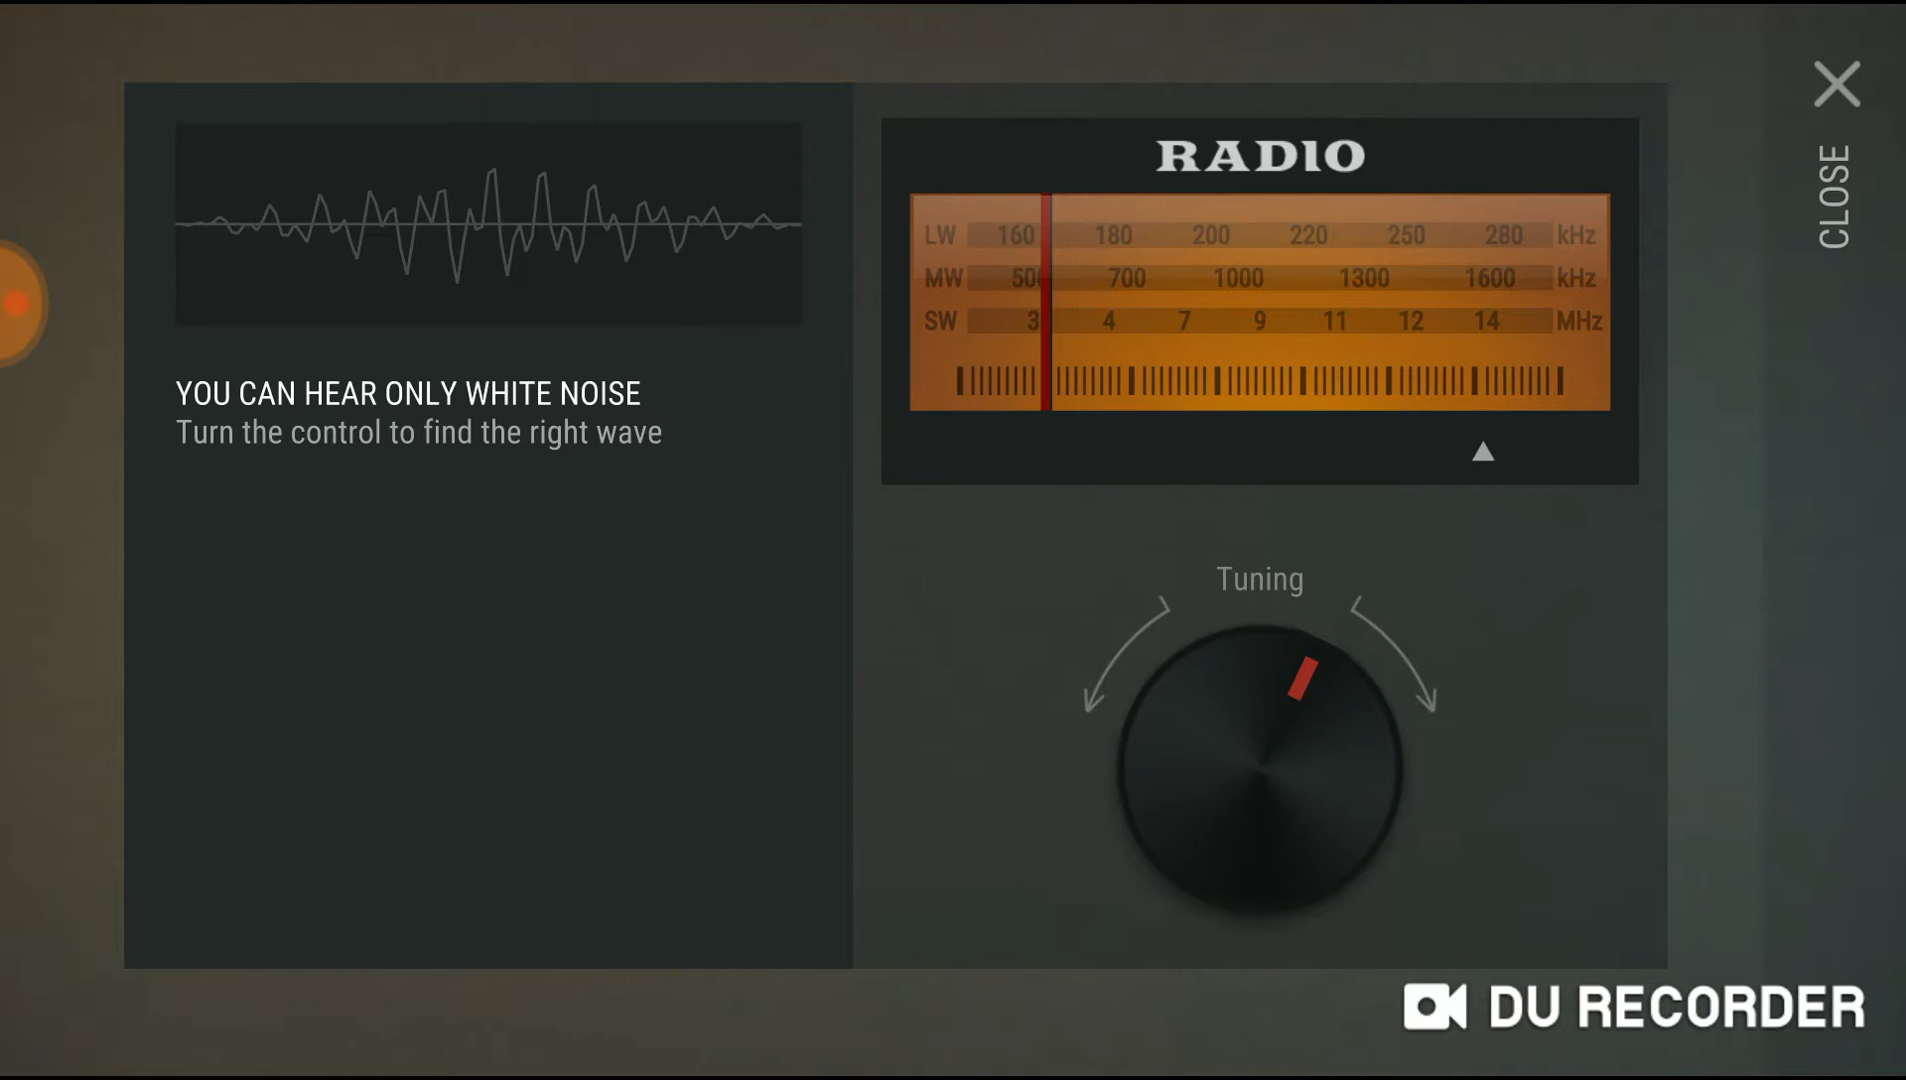 RADIO
LW 160 180 200 220 250 280 kHz
MW 500 700 1000 1300 1600 kHz
SW 3 4 7 9 11 12 14 MHz
YOU CAN HEAR ONLY WHITE NOISE
Turn the control to find the right wave
Tuning
CLOSE
DU RECORDER